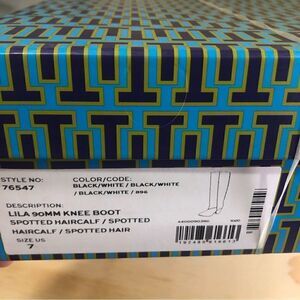 STYLE NO:
76547
COLOR/CODE:
BLACK/WHITE / BLACK/WHITE
/ BLACK/WHITE / 896
DESCRIPTION:
LILA 90MM KNEE BOOT
SPOTTED HAIRCALF / SPOTTED
HAIRCALF / SPOTTED HAIR
SIZE US
7